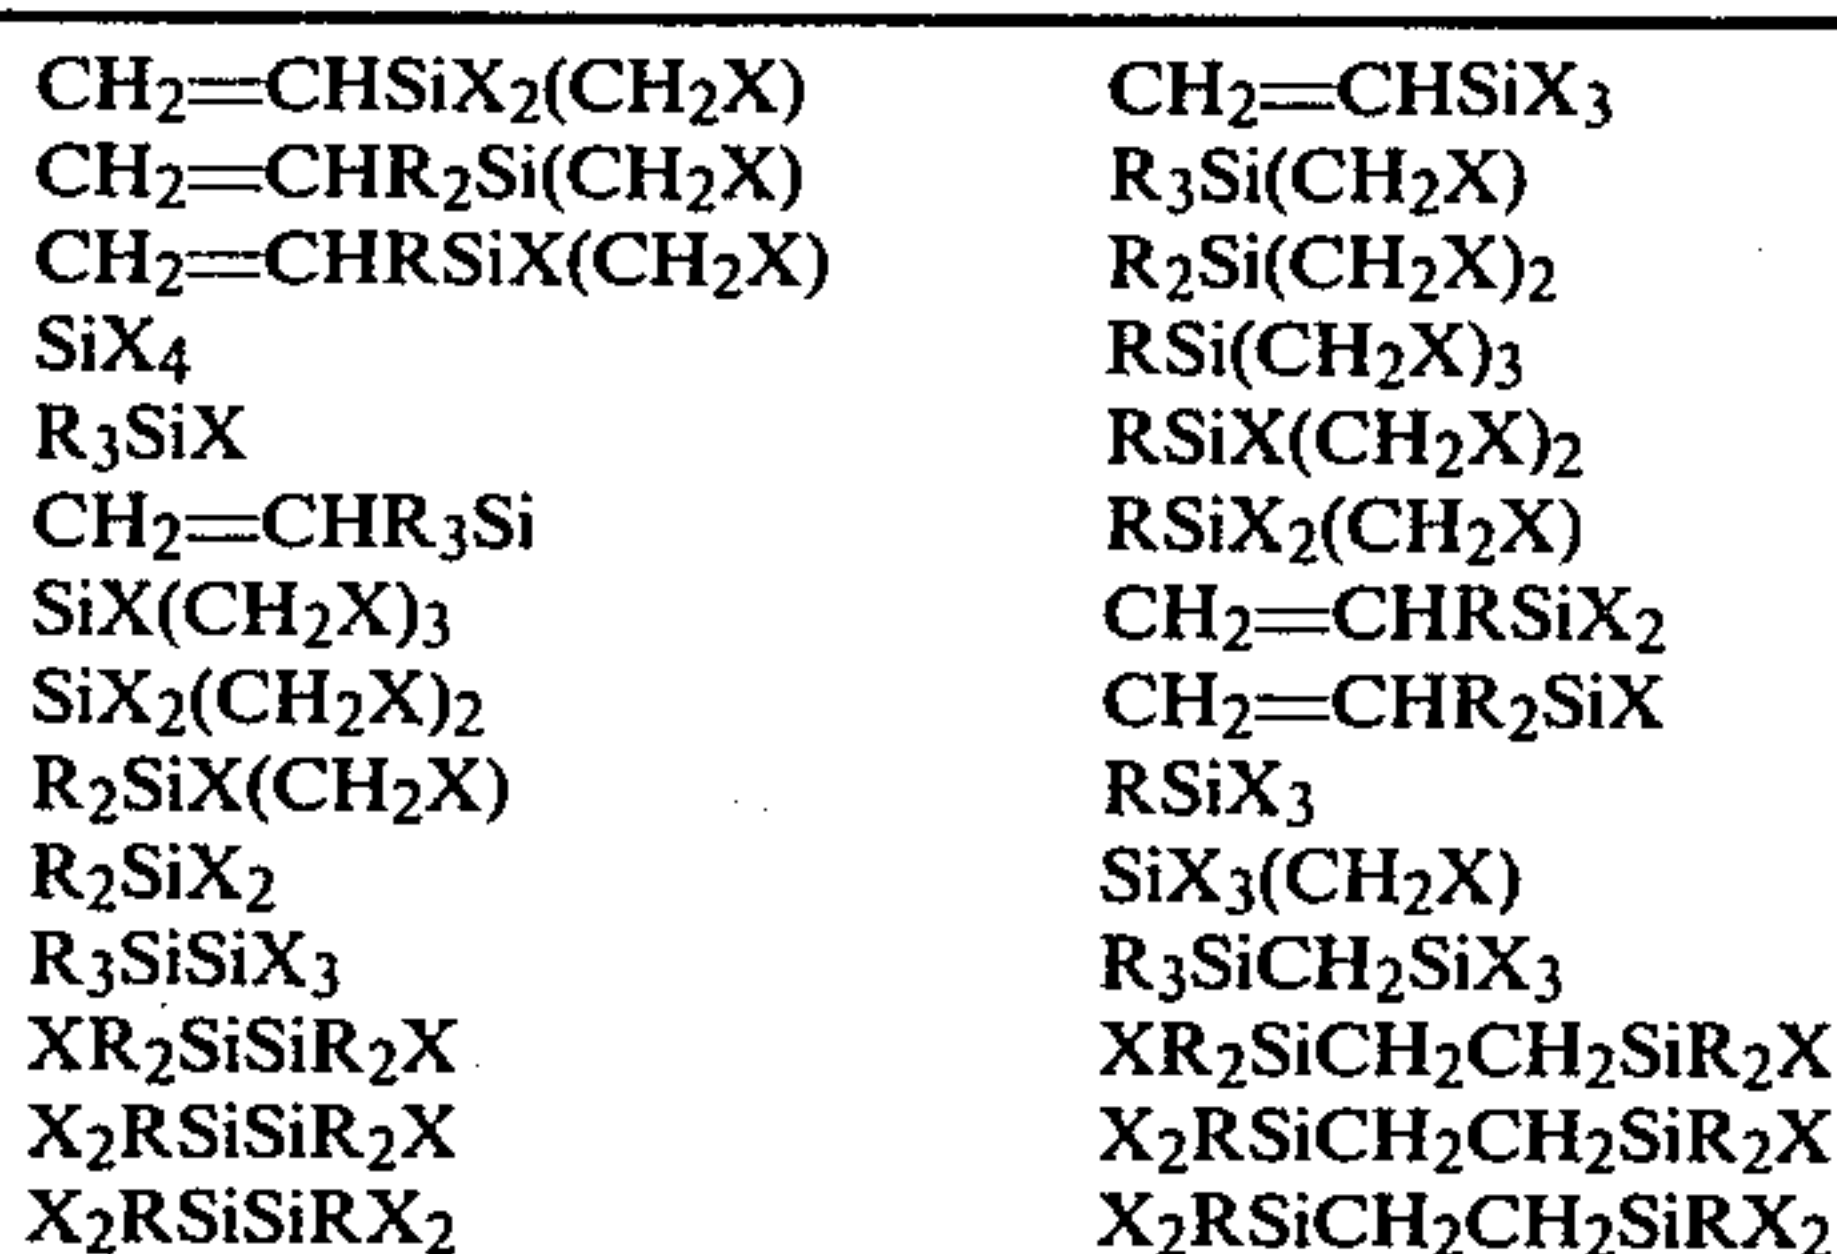 CH₂=CHSiX₂(CH₂X) CH₂=CHSiX₃
CH₂=CHR₂Si(CH₂X) R₃Si(CH₂X)
CH₂=CHRSiX(CH₂X) R₂Si(CH₂X)₂
SiX₄ RSi(CH₂X)₃
R₃SiX RSiX(CH₂X)₂
CH₂=CHR₃Si RSiX₂(CH₂X)
SiX(CH₂X)₃ CH₂=CHRSiX₂
SiX₂(CH₂X)₂ CH₂=CHR₂SiX
R₂SiX(CH₂X) RSiX₃
R₂SiX₂ SiX₃(CH₂X)
R₃SiSiX₃ R₃SiCH₂SiX₃
XR₂SiSiR₂X XR₂SiCH₂CH₂SiR₂X
X₂RSiSiR₂X X₂RSiCH₂CH₂SiR₂X
X₂RSiSiRX₂ X₂RSiCH₂CH₂SiRX₂